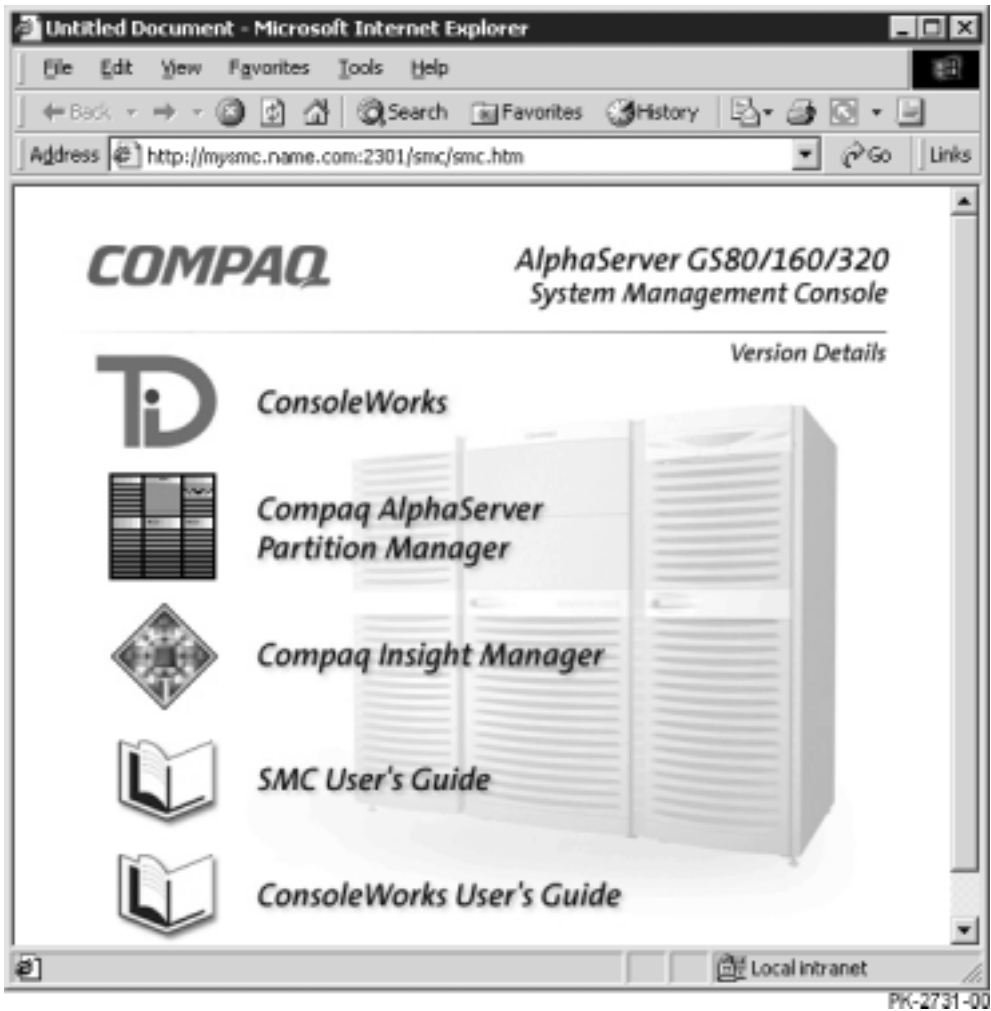 Untitled Document - Microsoft Internet Explorer
File Edit View Favorites Tools Help
Back Search Favorites History
Address http://mysmc.name.com:2301/smc/smc.htm Go Links
COMPAQ
AlphaServer GS80/160/320
System Management Console
Version Details
TiD
ConsoleWorks
Compaq AlphaServer
Partition Manager
Compaq Insight Manager
SMC User's Guide
ConsoleWorks User's Guide
Local intranet
PK-2731-00